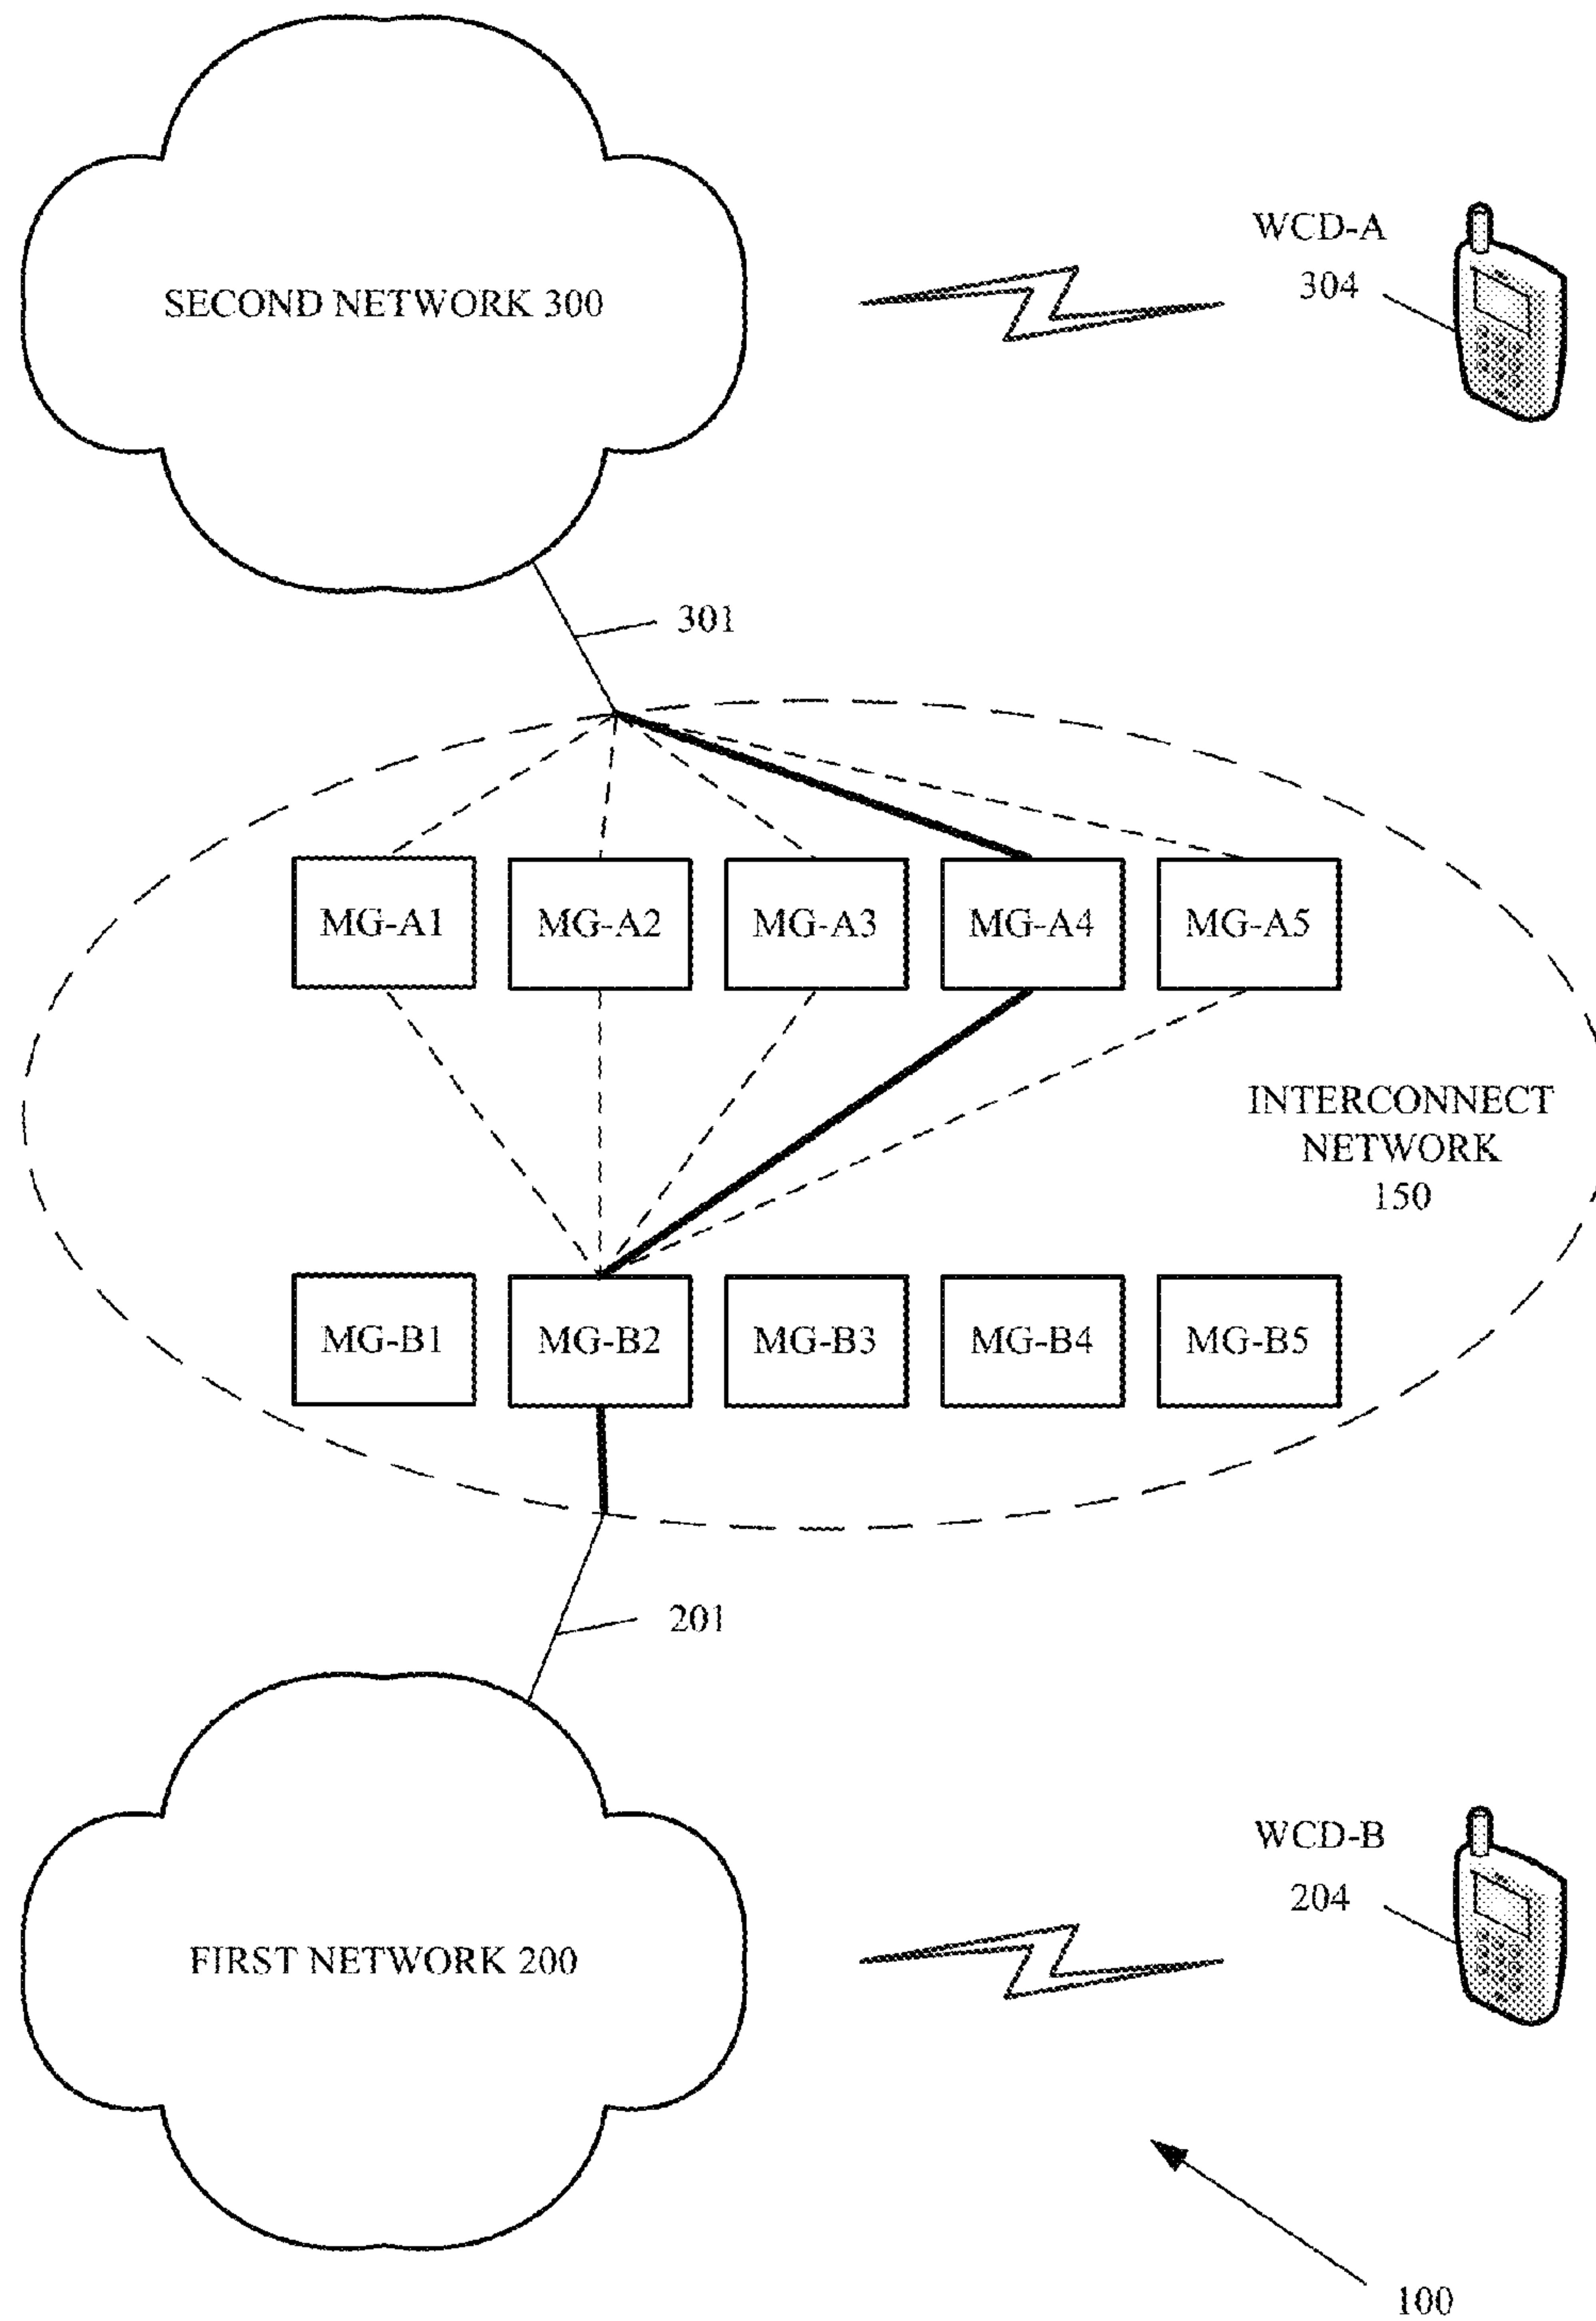 WCD-A
304
SECOND NETWORK 300
301
MG-A1
MG-A2
MG-A3
MG-A4
MG-A5
INTERCONNECT
NETWORK
150
MG-B1
MG-B2
MG-B3
MG-B4
MG-B5
201
WCD-B
204
FIRST NETWORK 200
100